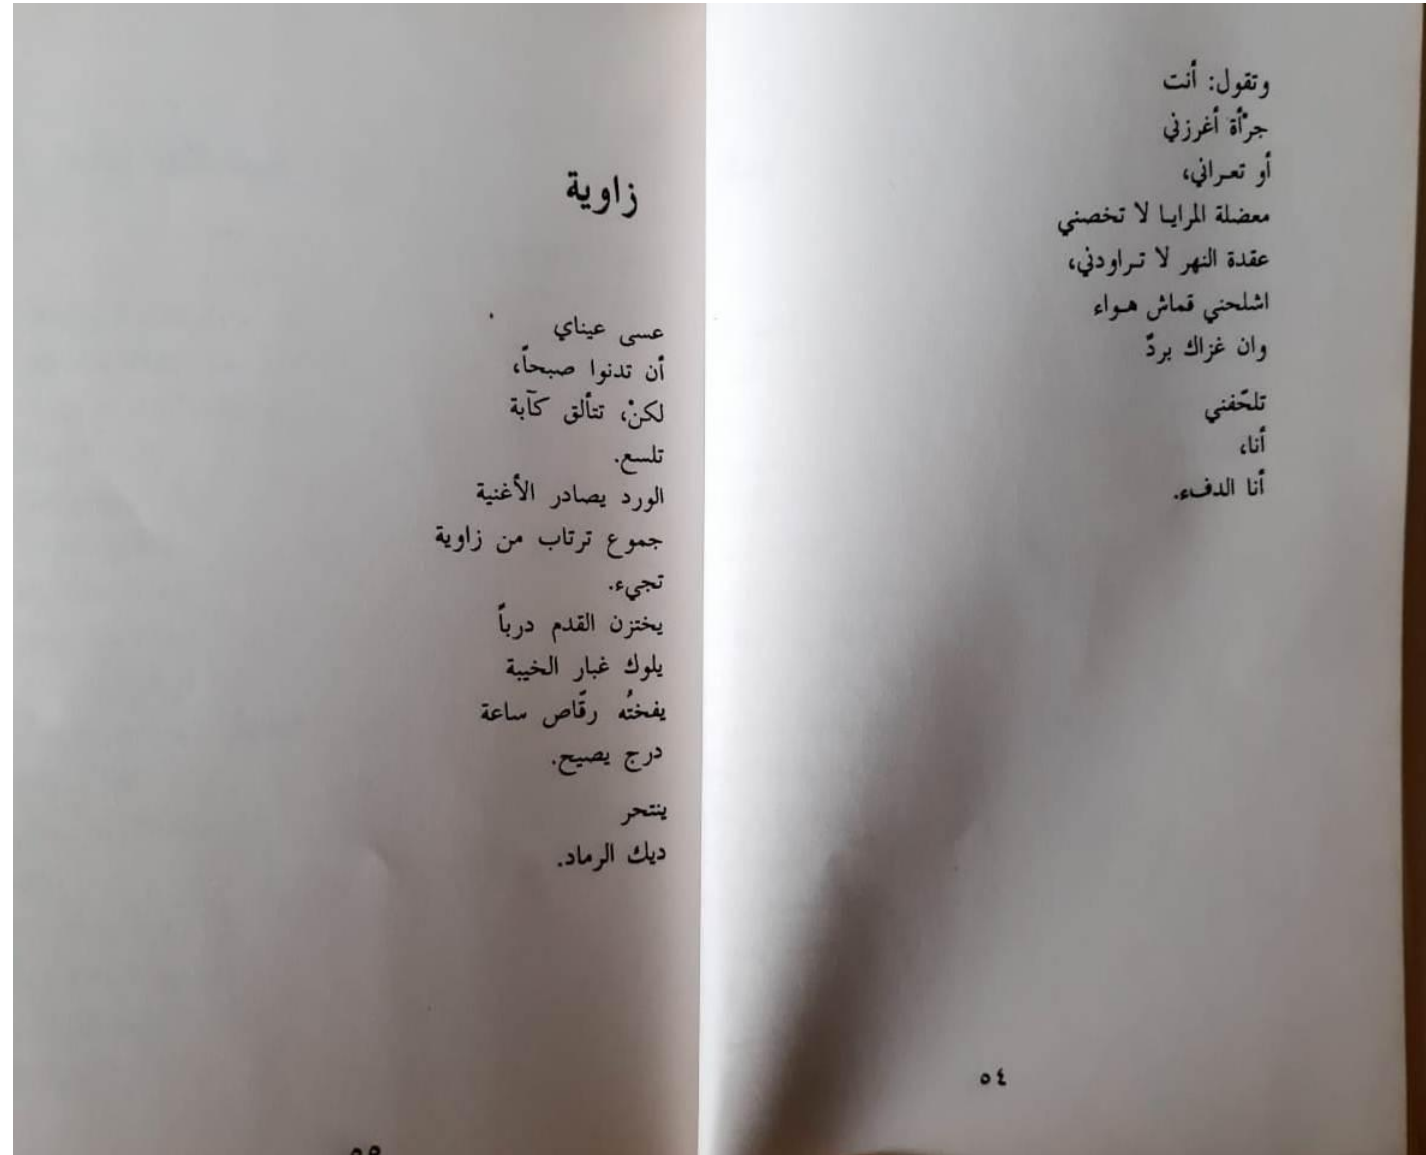 وتقول: أنت
جرأة أغرزني
أو تعراني،
معضلة المرايا لا تخصني
عقدة النهر لا تراودني،
اشلحني قماش هواء
وان غزاك بردٌ
تلحّفني
أنا،
أنا الدفء.
٥٤
زاوية
عسى عيناي
أن تدنوا صبحاً،
لكنْ، تتألق كآبة
تلسع.
الورد يصادر الأغنية
جموع ترتاب من زاوية
تجيء.
يختزن القدم درباً
يلوك غبار الخيبة
يفختُه رقّاص ساعة
درج يصيح.
ينتحر
ديك الرماد.